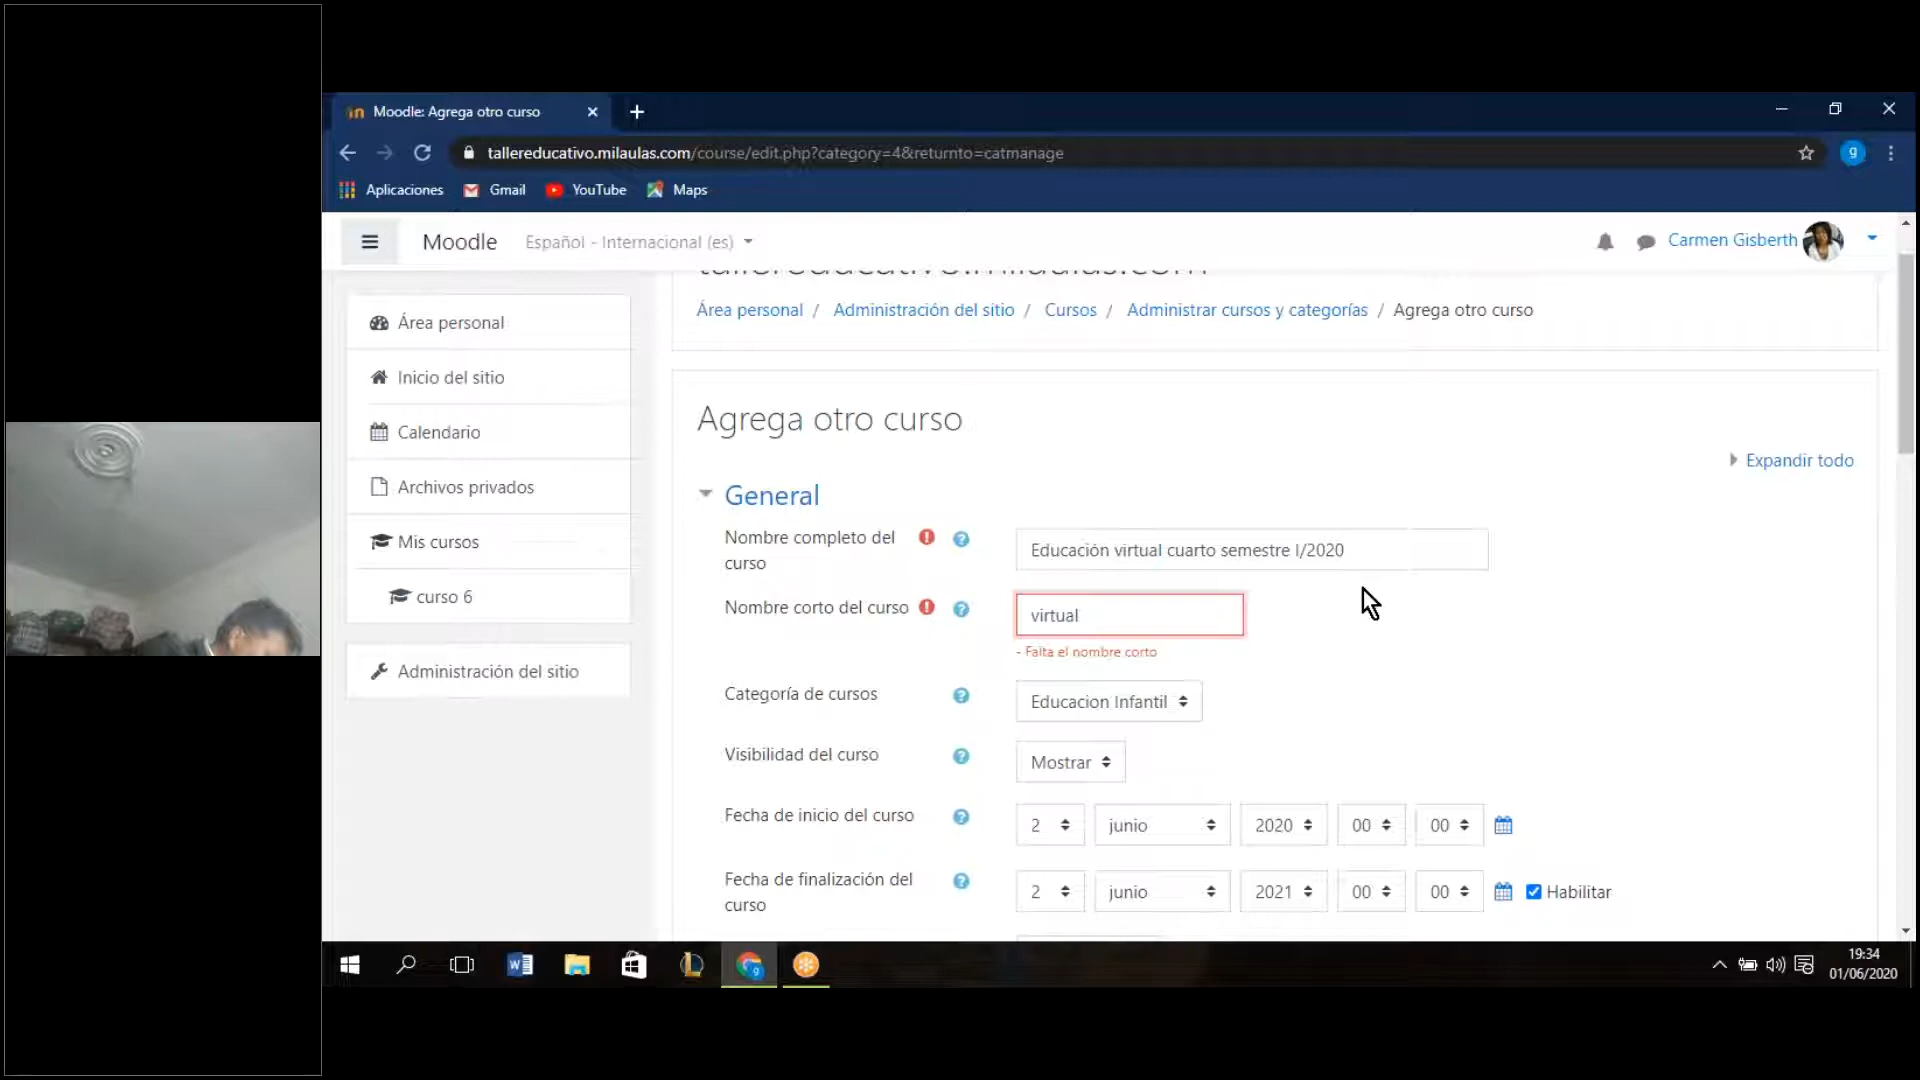 Moodle: Agrega otro curso
tallereducativo.milaulas.com/course/edit.php?category=4&returnto=catmanage
g
Aplicaciones Gmail YouTube Maps
Moodle Español - Internacional (es) Carmen Gisberth
tallereducativo.milaulas.com
Área personal / Administración del sitio / Cursos / Administrar cursos y categorías / Agrega otro curso
Área personal
Inicio del sitio
Calendario
Archivos privados
Mis cursos
curso 6
Administración del sitio
Agrega otro curso
Expandir todo
General
Nombre completo del curso Educación virtual cuarto semestre I/2020
Nombre corto del curso virtual
- Falta el nombre corto
Categoría de cursos Educacion Infantil
Visibilidad del curso Mostrar
Fecha de inicio del curso 2 junio 2020 00 00
Fecha de finalización del curso 2 junio 2021 00 00 Habilitar
19:34
01/06/2020